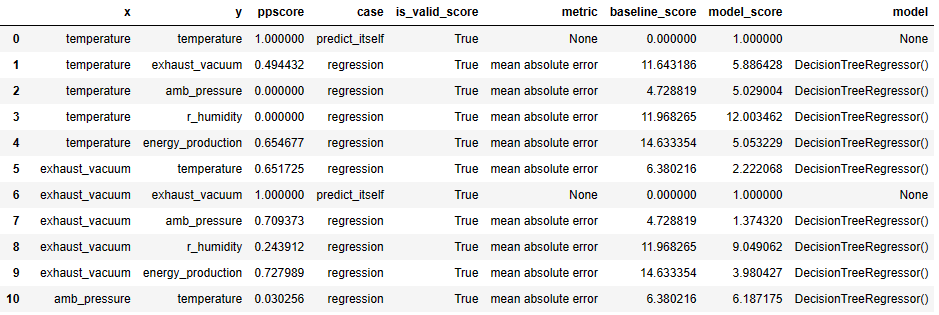 x y ppscore case is_valid_score metric baseline_score model_score model
0 temperature temperature 1.000000 predict_itself True None 0.000000 1.000000 None
1 temperature exhaust_vacuum 0.494432 regression True mean absolute error 11.643186 5.886428 DecisionTreeRegressor()
2 temperature amb_pressure 0.000000 regression True mean absolute error 4.728819 5.029004 DecisionTreeRegressor()
3 temperature r_humidity 0.000000 regression True mean absolute error 11.968265 12.003462 DecisionTreeRegressor()
4 temperature energy_production 0.654677 regression True mean absolute error 14.633354 5.053229 DecisionTreeRegressor()
5 exhaust_vacuum temperature 0.651725 regression True mean absolute error 6.380216 2.222068 DecisionTreeRegressor()
6 exhaust_vacuum exhaust_vacuum 1.000000 predict_itself True None 0.000000 1.000000 None
7 exhaust_vacuum amb_pressure 0.709373 regression True mean absolute error 4.728819 1.374320 DecisionTreeRegressor()
8 exhaust_vacuum r_humidity 0.243912 regression True mean absolute error 11.968265 9.049062 DecisionTreeRegressor()
9 exhaust_vacuum energy_production 0.727989 regression True mean absolute error 14.633354 3.980427 DecisionTreeRegressor()
10 amb_pressure temperature 0.030256 regression True mean absolute error 6.380216 6.187175 DecisionTreeRegressor()